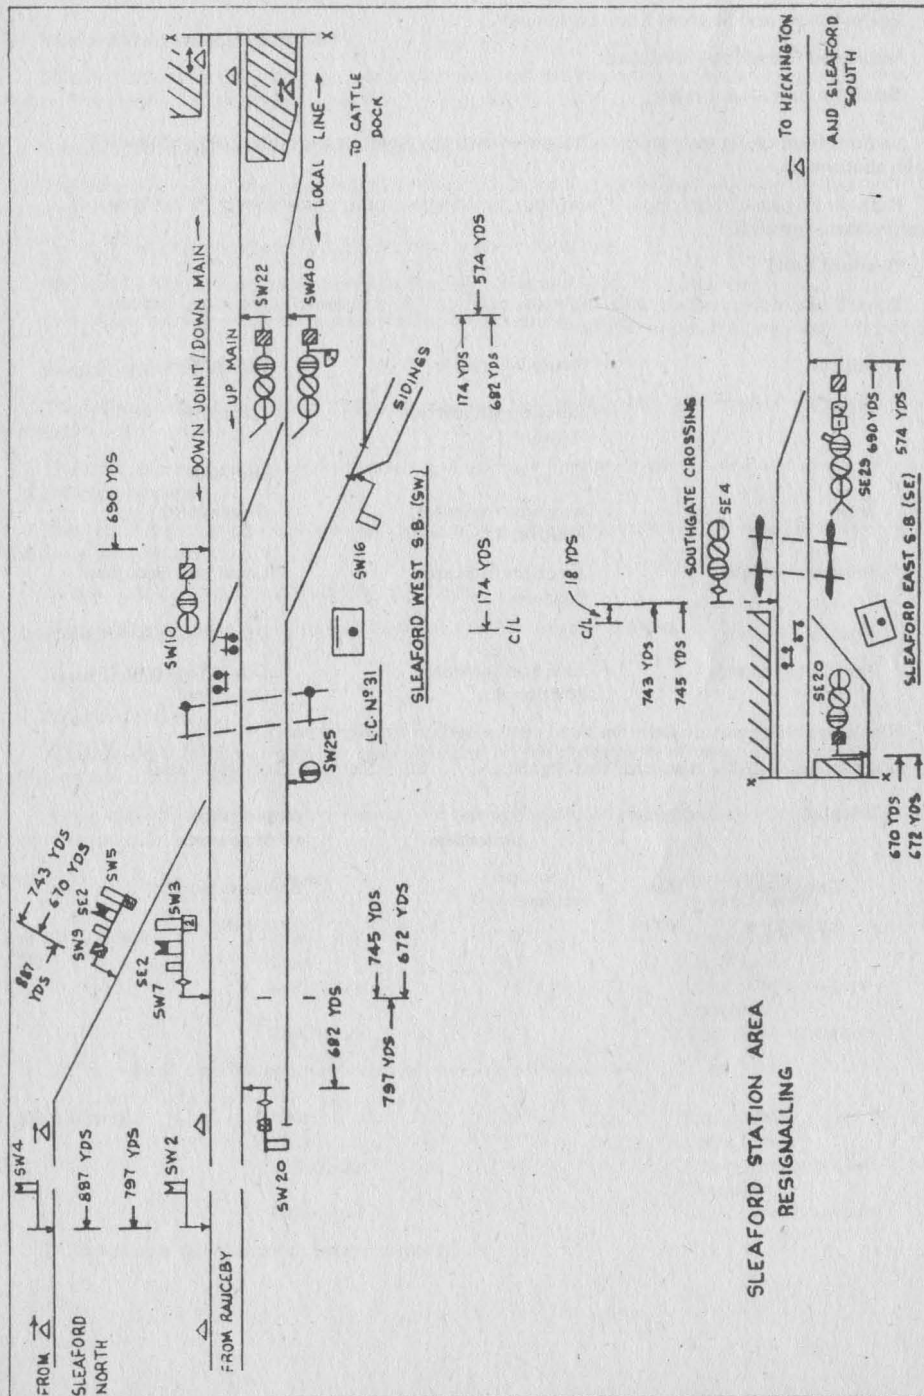 FROM
SLEAFORD
NORTH
SW4
887 YDS
797 YDS
SW2
FROM RAUCEBY
743 YDS
670 YDS
887
YDS
SW9
SE2
SW5
SW7
SE2
SW3
2
SW20
682 YDS
745 YDS
672 YDS
797 YDS
SW10
690 YDS
DOWN JOINT/DOWN MAIN
UP MAIN
SW22
LOCAL LINE
SW40
TO CATTLE
DOCK
X
X
SIDINGS
SW16
L.C. Nº 31
SW25
SLEAFORD WEST S.B. (SW)
174 YDS
682 YDS
574 YDS
174 YDS
C/L
C/L
18 YDS
743 YDS
745 YDS
SOUTHGATE CROSSING
SE4
TO HECKINGTON
AND SLEAFORD
SOUTH
SE20
SE29
690 YDS
574 YDS
X
X
670 YDS
672 YDS
SLEAFORD EAST S.B. (SE)
SLEAFORD STATION AREA
RESIGNALLING